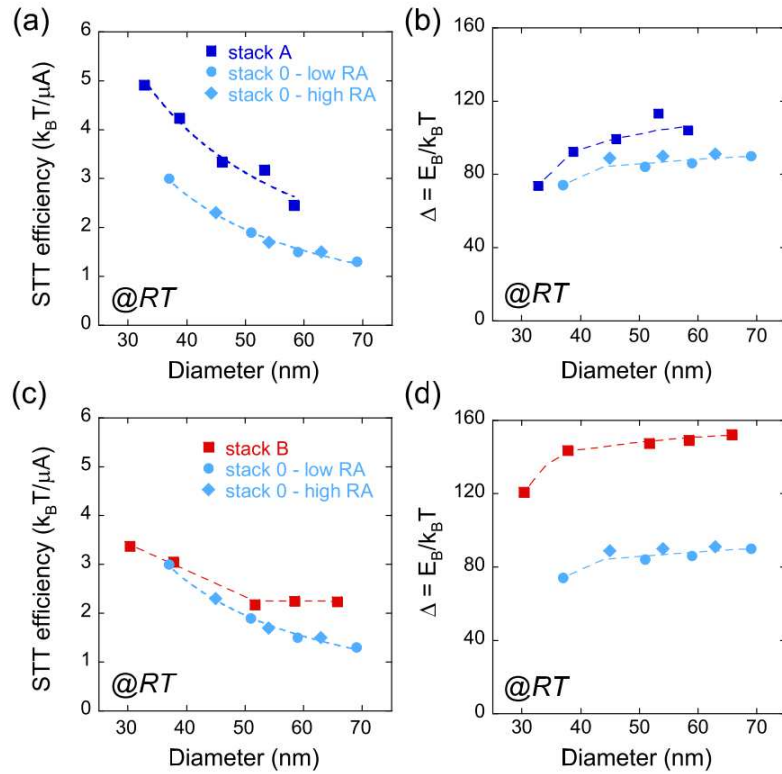 (a)
STT efficiency (kBT/μA)
6
5
4
3
2
1
0
stack A
stack 0 - low RA
stack 0 - high RA
@RT
30 40 50 60 70
Diameter (nm)
(b)
Δ = EB/kBT
160
120
80
40
0
@RT
30 40 50 60 70
Diameter (nm)
(c)
STT efficiency (kBT/μA)
6
5
4
3
2
1
0
stack B
stack 0 - low RA
stack 0 - high RA
@RT
30 40 50 60 70
Diameter (nm)
(d)
Δ = EB/kBT
160
120
80
40
0
@RT
30 40 50 60 70
Diameter (nm)